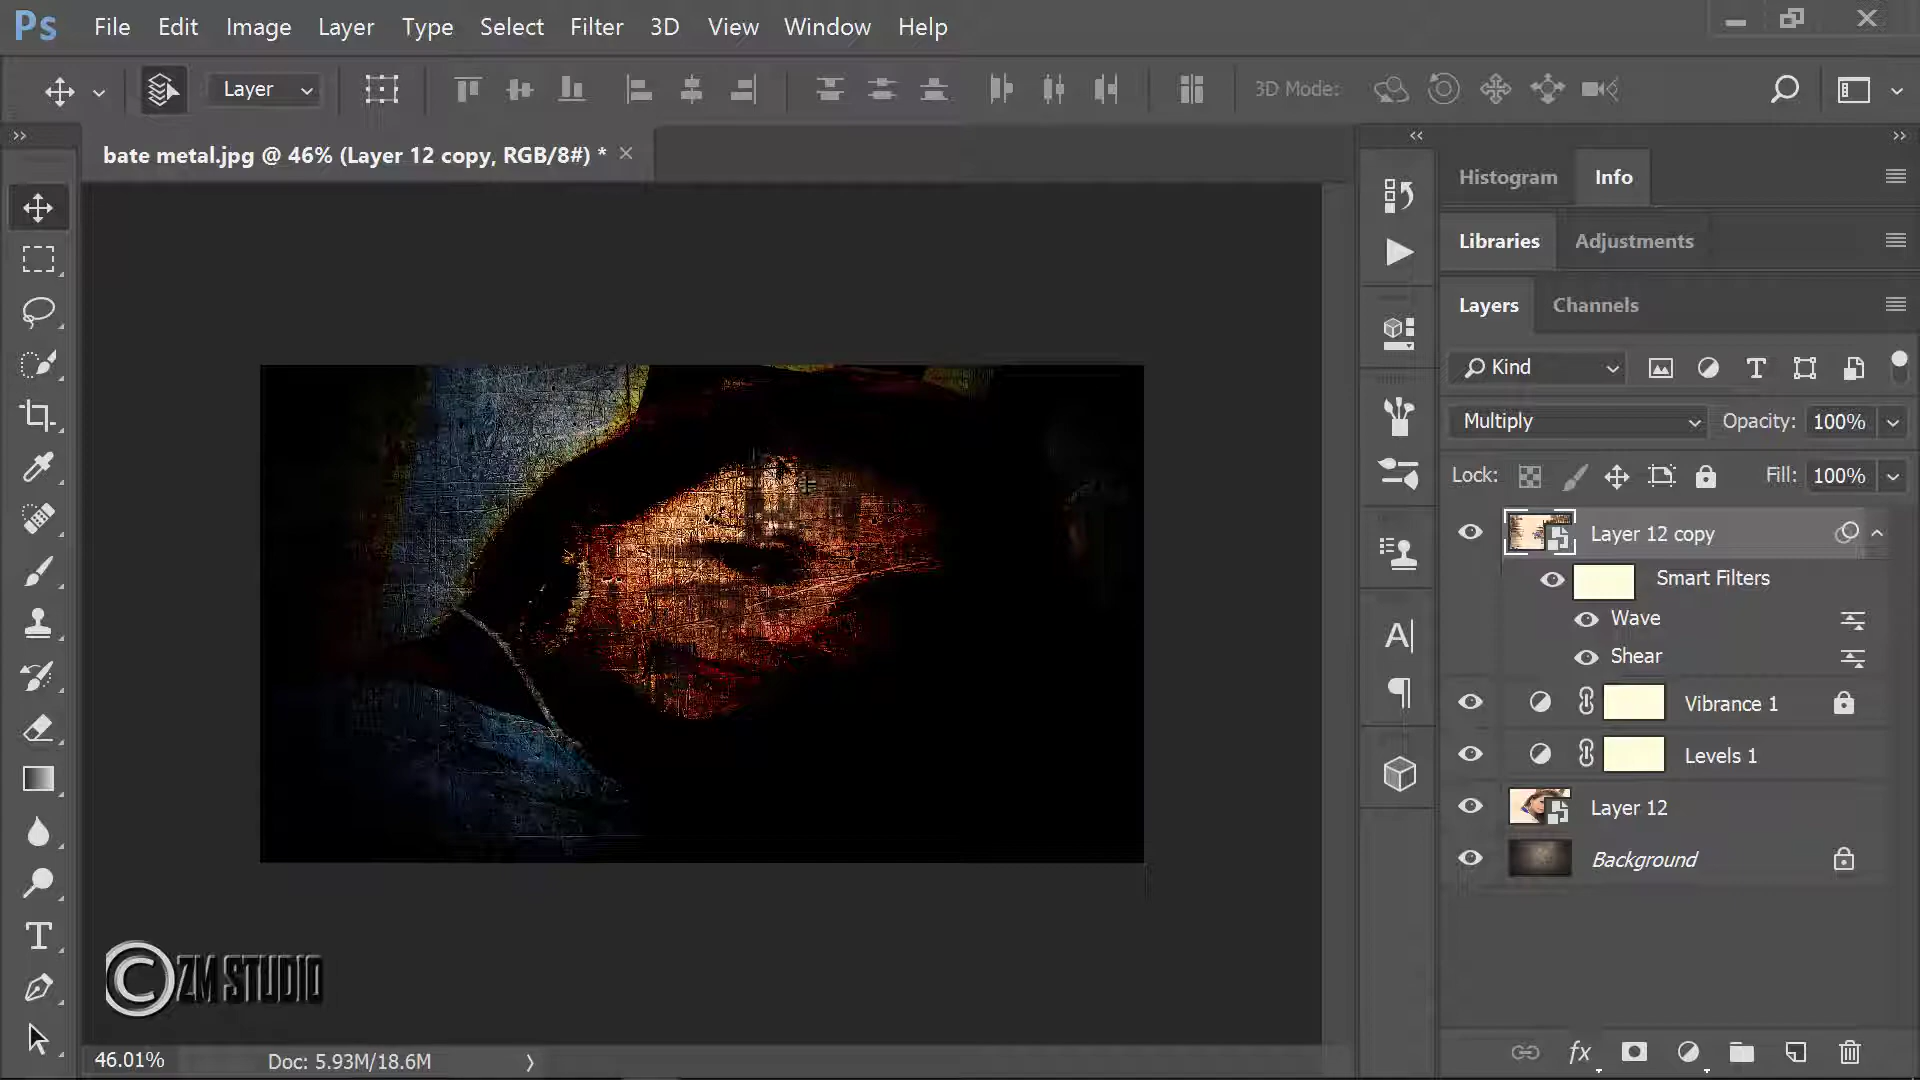 Ps File Edit Image Layer Type Select Filter 3D View Window Help
Layer 3D Mode:
bate metal.jpg @ 46% (Layer 12 copy, RGB/8#) * ×
Histogram Info
Libraries Adjustments
Layers Channels
Kind
Multiply Opacity: 100%
Lock: Fill: 100%
Layer 12 copy
Smart Filters
Wave
Shear
Vibrance 1
Levels 1
Layer 12
Background
© ZM STUDIO
46.01% Doc: 5.93M/18.6M
fx